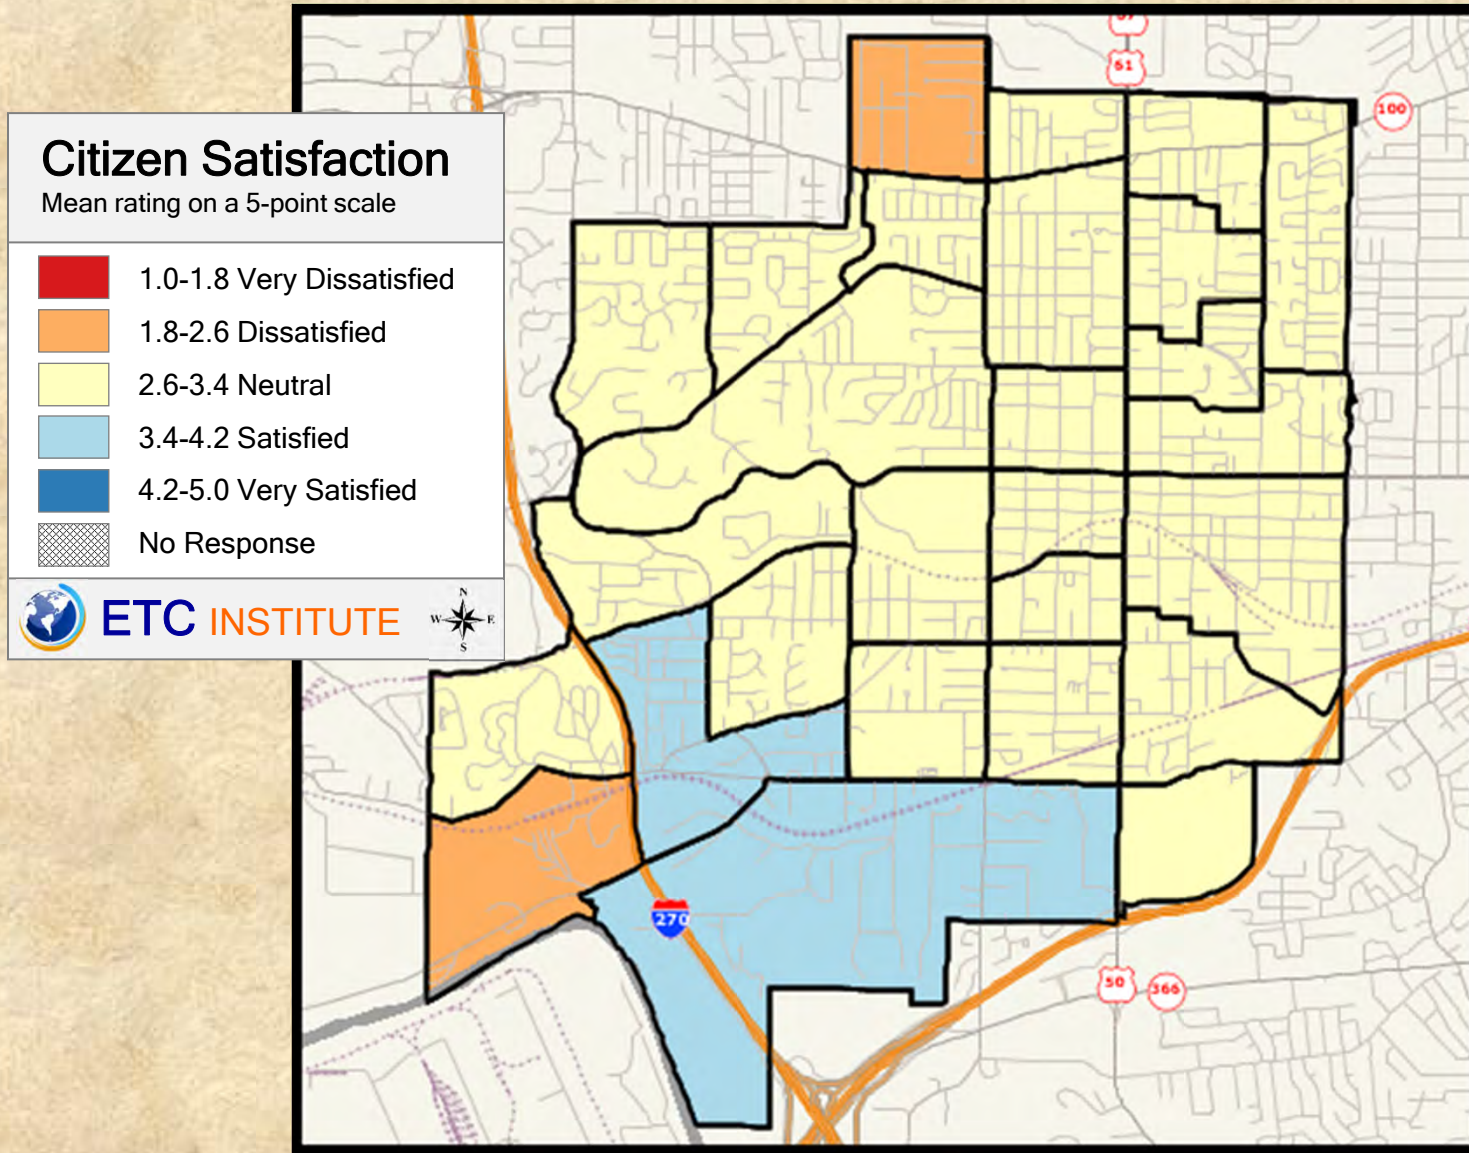 61
100
Citizen Satisfaction
Mean rating on a 5-point scale
1.0-1.8 Very Dissatisfied
1.8-2.6 Dissatisfied
2.6-3.4 Neutral
3.4-4.2 Satisfied
4.2-5.0 Very Satisfied
No Response
ETC INSTITUTE
N
W E
S
270
50 366